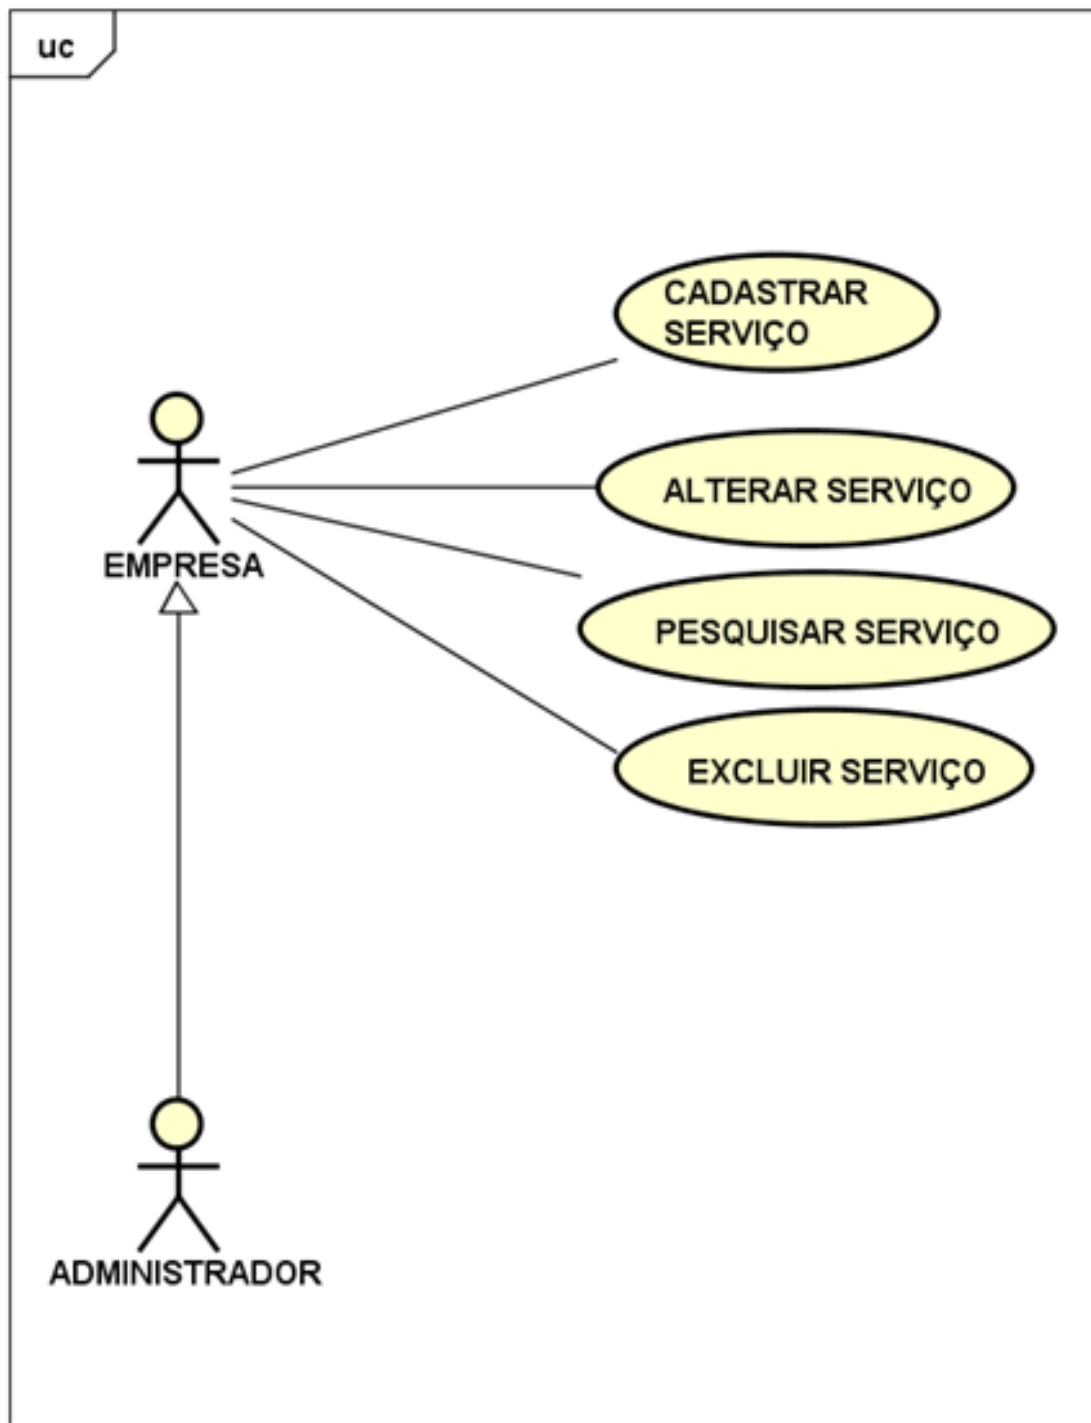 uc
CADASTRAR
SERVIÇO
ALTERAR SERVIÇO
EMPRESA
PESQUISAR SERVIÇO
EXCLUIR SERVIÇO
ADMINISTRADOR